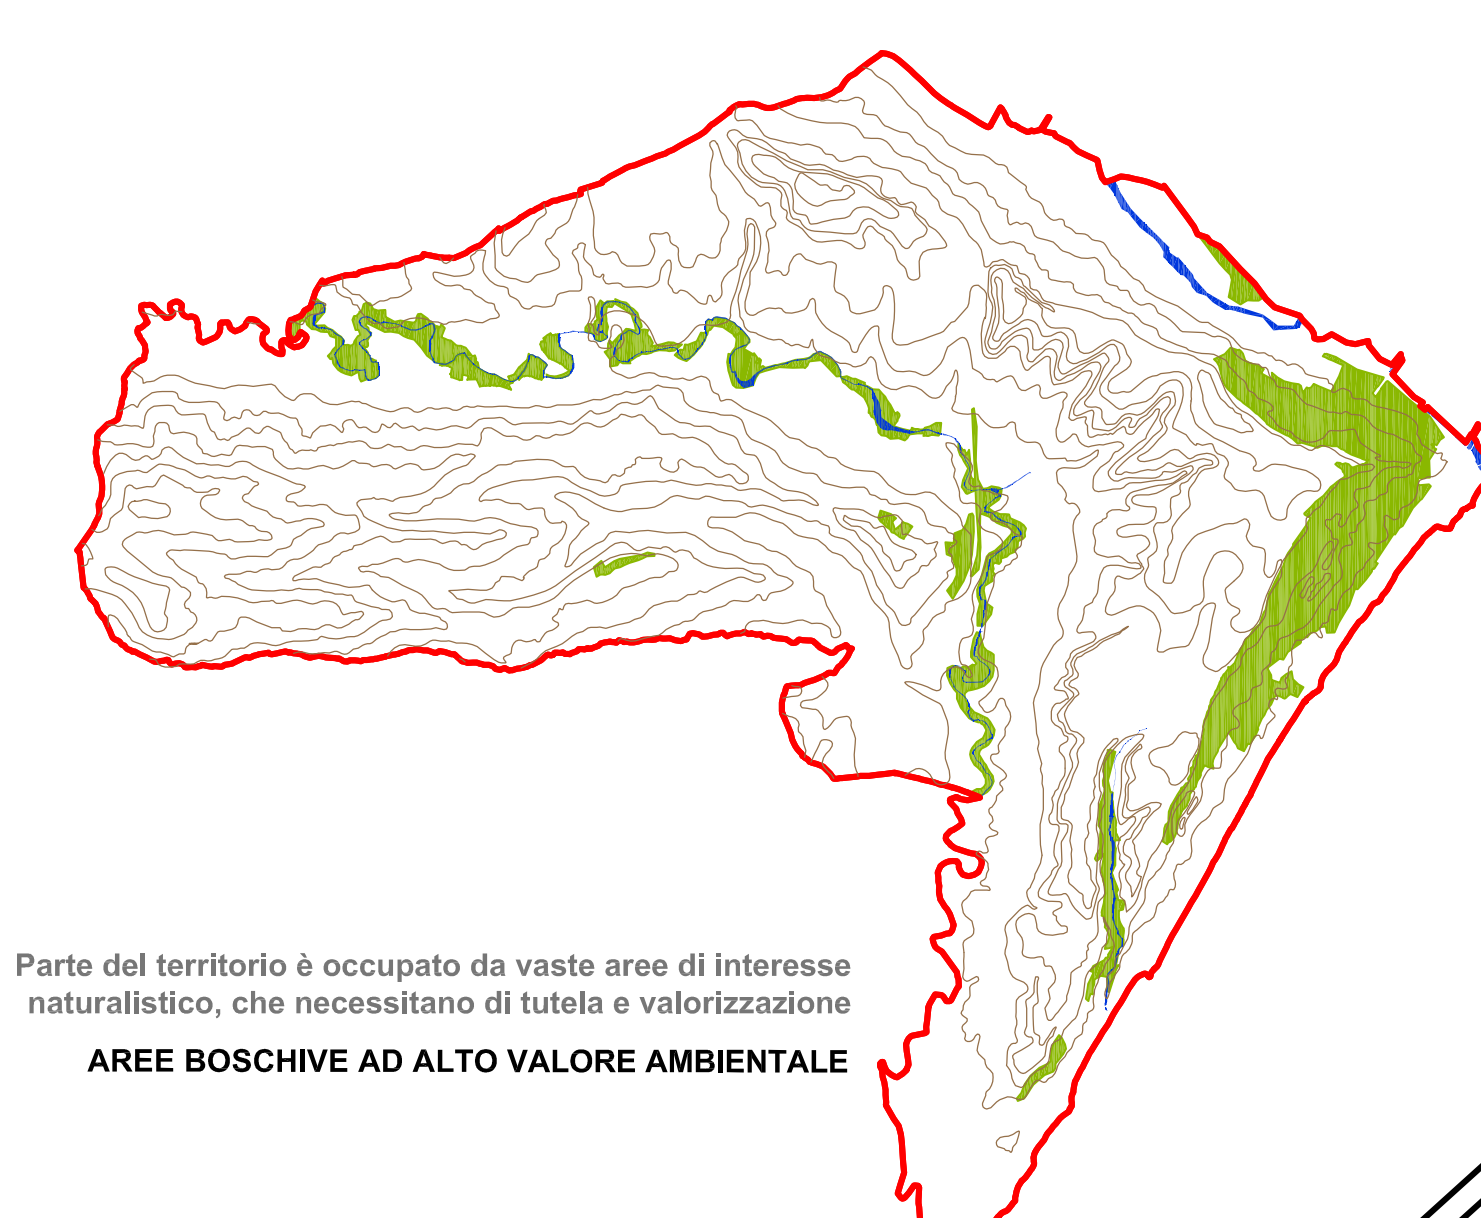 Parte del territorio è occupato da vaste aree di interesse
naturalistico, che necessitano di tutela e valorizzazione
AREE BOSCHIVE AD ALTO VALORE AMBIENTALE